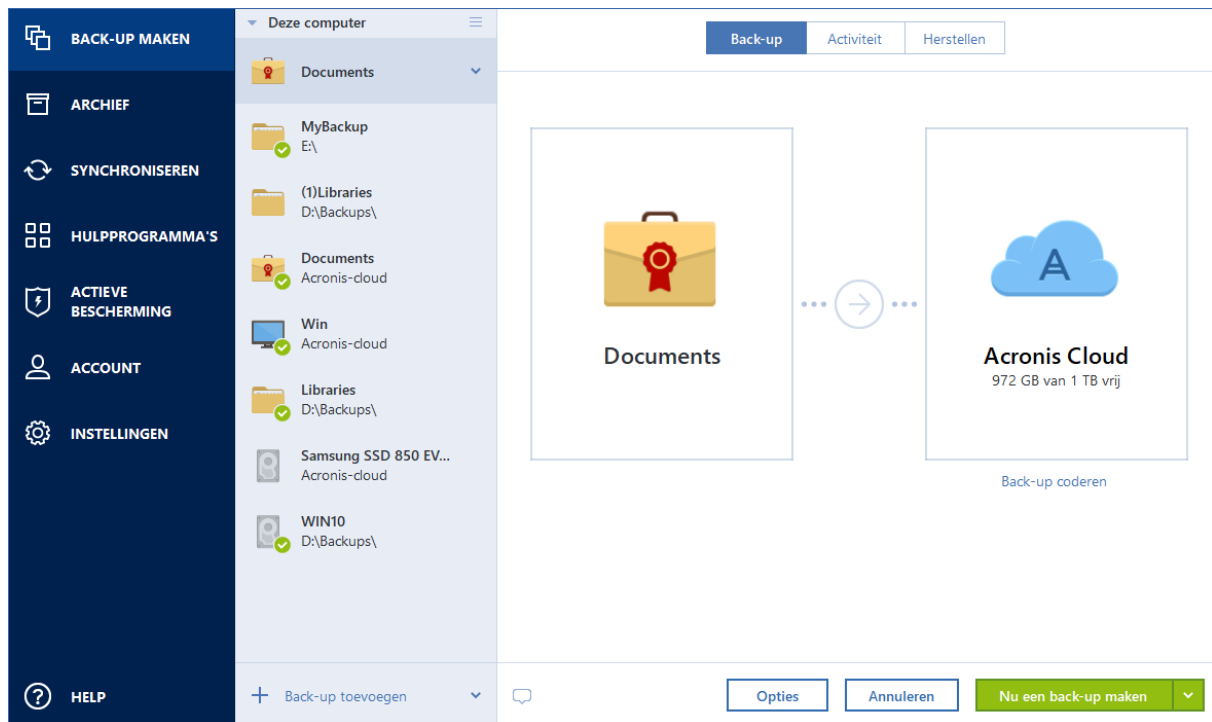 BACK-UP MAKEN
ARCHIEF
SYNCHRONISEREN
HULPPROGRAMMA'S
ACTIEVE
BESCHERMING
ACCOUNT
INSTELLINGEN
HELP
Deze computer
Documents
MyBackup
E:\
(1)Libraries
D:\Backups\
Documents
Acronis-cloud
Win
Acronis-cloud
Libraries
D:\Backups\
Samsung SSD 850 EV...
Acronis-cloud
WIN10
D:\Backups\
Back-up toevoegen
Back-up
Activiteit
Herstellen
Documents
Acronis Cloud
972 GB van 1 TB vrij
Back-up coderen
Opties
Annuleren
Nu een back-up maken